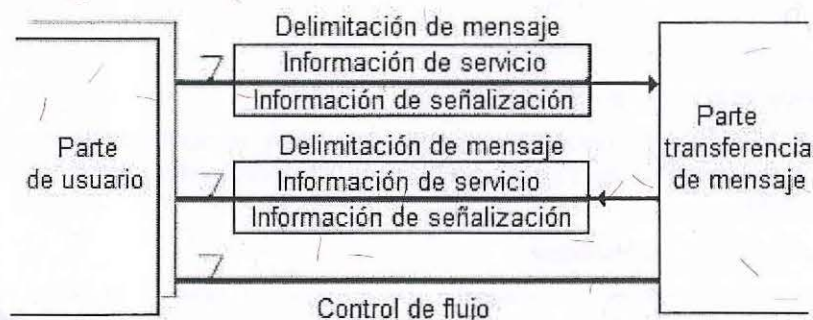 Delimitación de mensaje
Información de servicio
Información de señalización
Parte
de usuario
Delimitación de mensaje
Información de servicio
Información de señalización
Parte
transferencia
de mensaje
Control de flujo